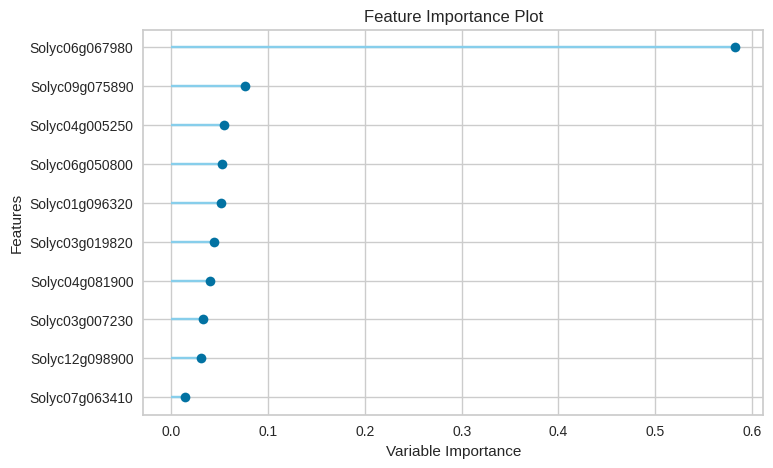 Feature Importance Plot
Features
Solyc06g067980
Solyc09g075890
Solyc04g005250
Solyc06g050800
Solyc01g096320
Solyc03g019820
Solyc04g081900
Solyc03g007230
Solyc12g098900
Solyc07g063410
0.0 0.1 0.2 0.3 0.4 0.5 0.6
Variable Importance